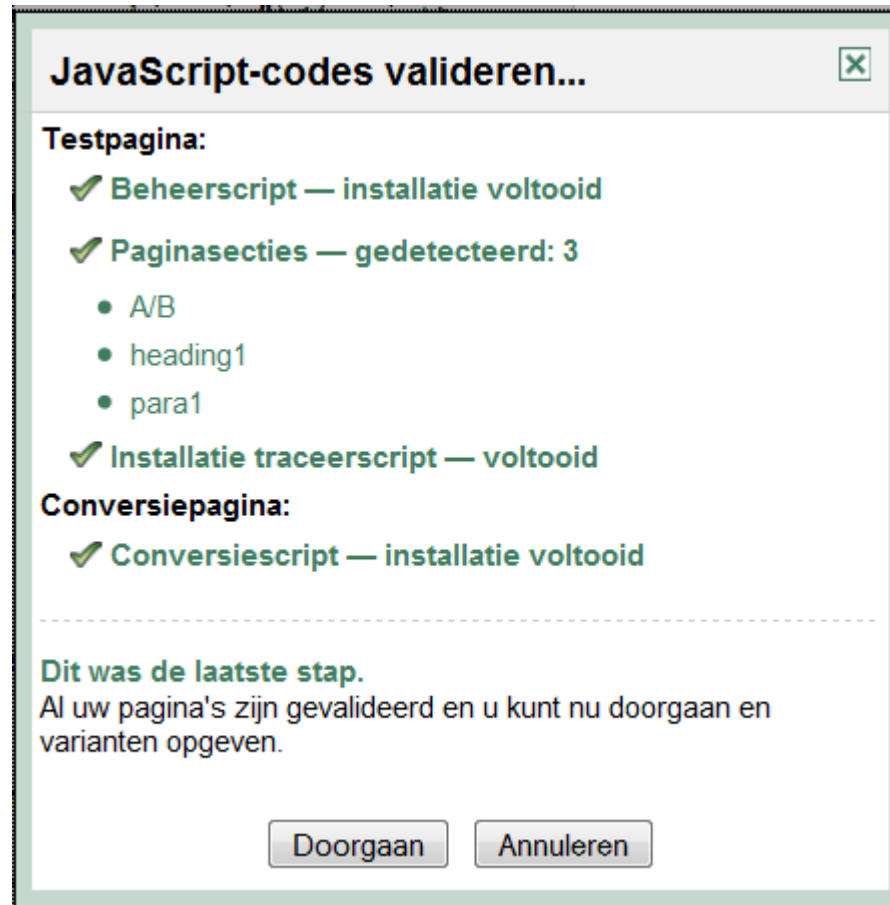 JavaScript-codes valideren...
Testpagina:
Beheerscript — installatie voltooid
Paginasecties — gedetecteerd: 3
A/B
heading1
para1
Installatie traceerscript — voltooid
Conversiepagina:
Conversiescript — installatie voltooid
Dit was de laatste stap.
Al uw pagina's zijn gevalideerd en u kunt nu doorgaan en
varianten opgeven.
Doorgaan Annuleren